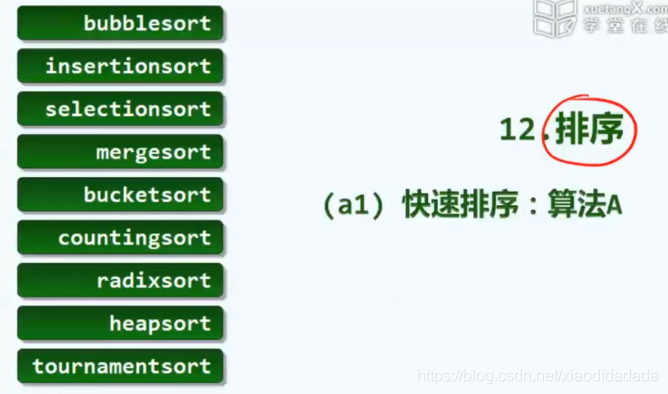 bubblesort
insertionsort
selectionsort
mergesort
bucketsort
countingsort
radixsort
heapsort
tournamentsort
xuetangX.com
学堂在线
12.排序
(a1) 快速排序：算法A
https://blog.csdn.net/xiaodidadada